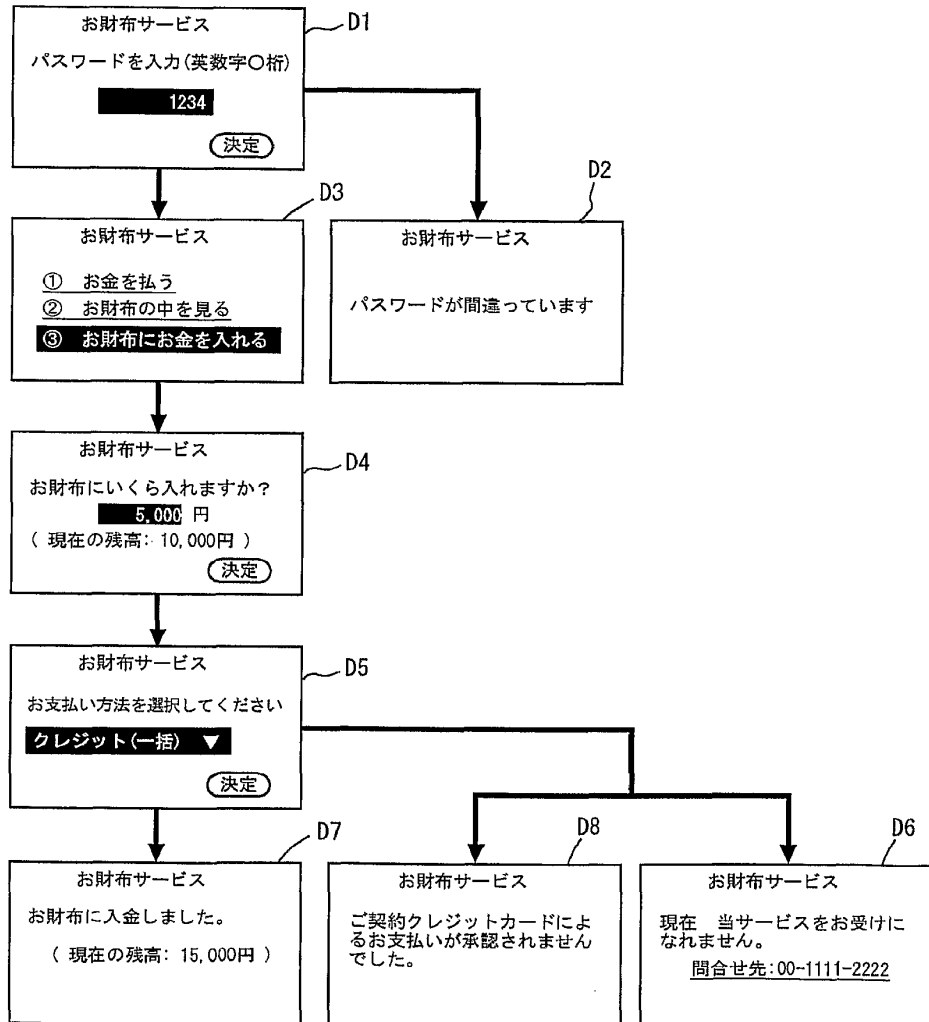 お財布サービス
D1
パスワードを入力(英数字〇桁)
1234
決定
D3
お財布サービス
① お金を払う
② お財布の中を見る
③ お財布にお金を入れる
D2
お財布サービス
パスワードが間違っています
お財布サービス
D4
お財布にいくら入れますか?
5,000 円
( 現在の残高: 10,000円 )
決定
お財布サービス
D5
お支払い方法を選択してください
クレジット(一括) ▼
決定
D7
お財布サービス
お財布に入金しました。
( 現在の残高: 15,000円 )
D8
お財布サービス
ご契約クレジットカードによ
るお支払いが承認されません
でした。
D6
お財布サービス
現在 当サービスをお受けに
なれません。
問合せ先:00-1111-2222